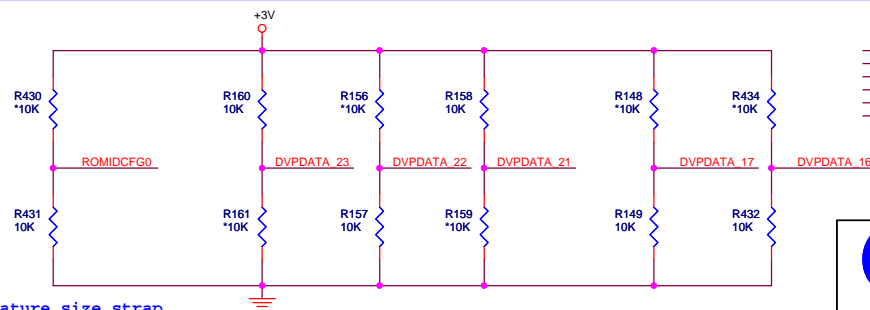 +3V
R430
*10K
R160
10K
R156
*10K
R158
10K
R148
*10K
R434
*10K
ROMIDCFG0
DVPDATA_23
DVPDATA_22
DVPDATA_21
DVPDATA_17
DVPDATA_16
R431
10K
R161
*10K
R157
10K
R159
*10K
R149
10K
R432
10K
ature size strap